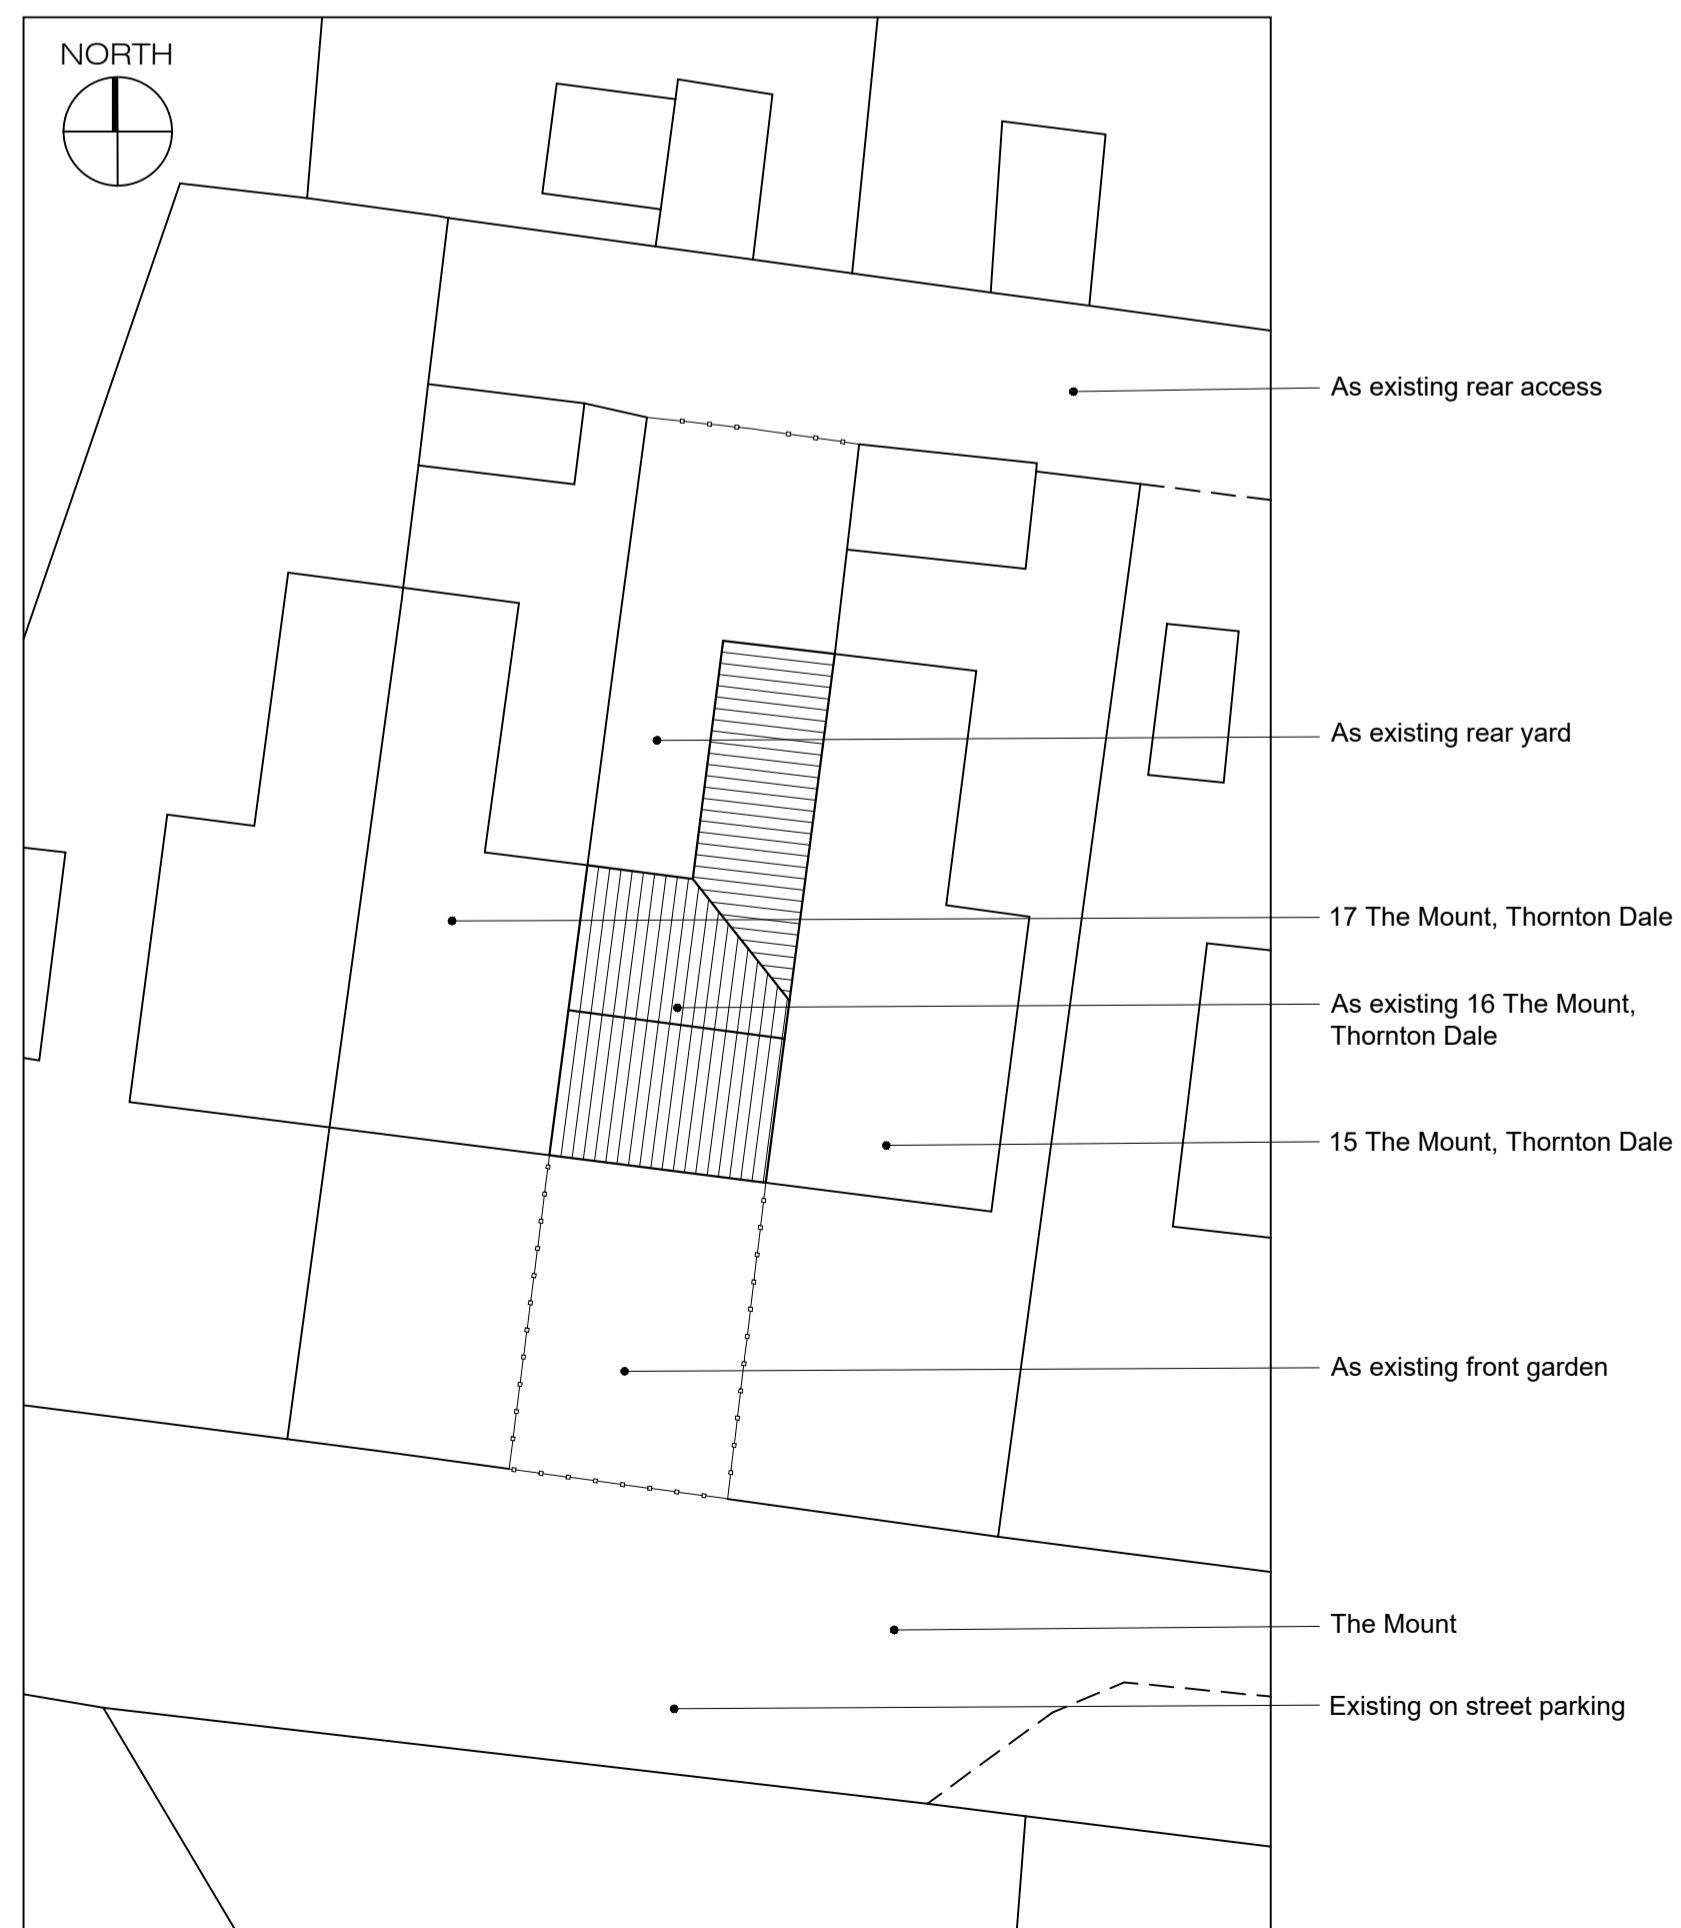 NORTH
As existing rear access
As existing rear yard
17 The Mount, Thornton Dale
As existing 16 The Mount,
Thornton Dale
15 The Mount, Thornton Dale
As existing front garden
The Mount
Existing on street parking